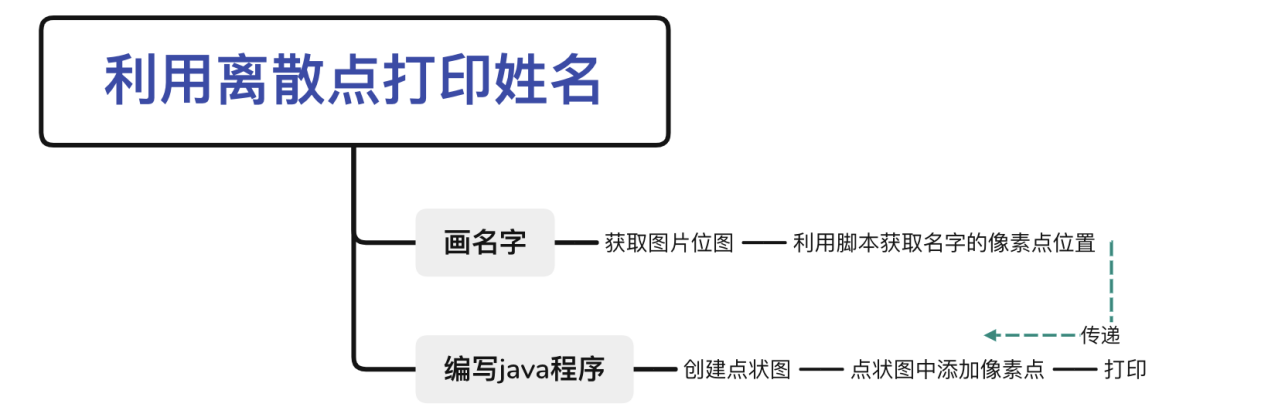 利用离散点打印姓名
画名字 获取图片位图 利用脚本获取名字的像素点位置
传递
编写java程序 创建点状图 点状图中添加像素点 打印